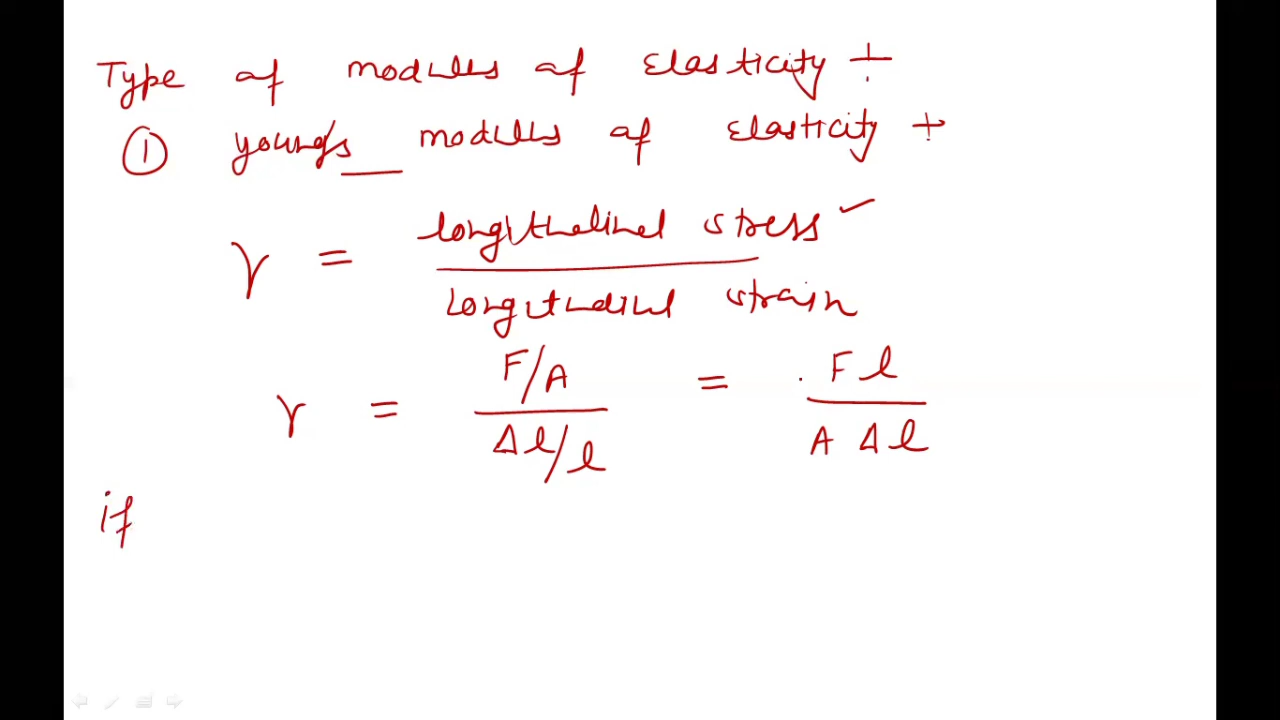 Type of modulus of Elasticity ÷
① young's modulus of Elasticity ÷
Y = longitudinal stress ✓ / longitudinal strain
Y = F/A / Δl/l = Fl / A Δl
if